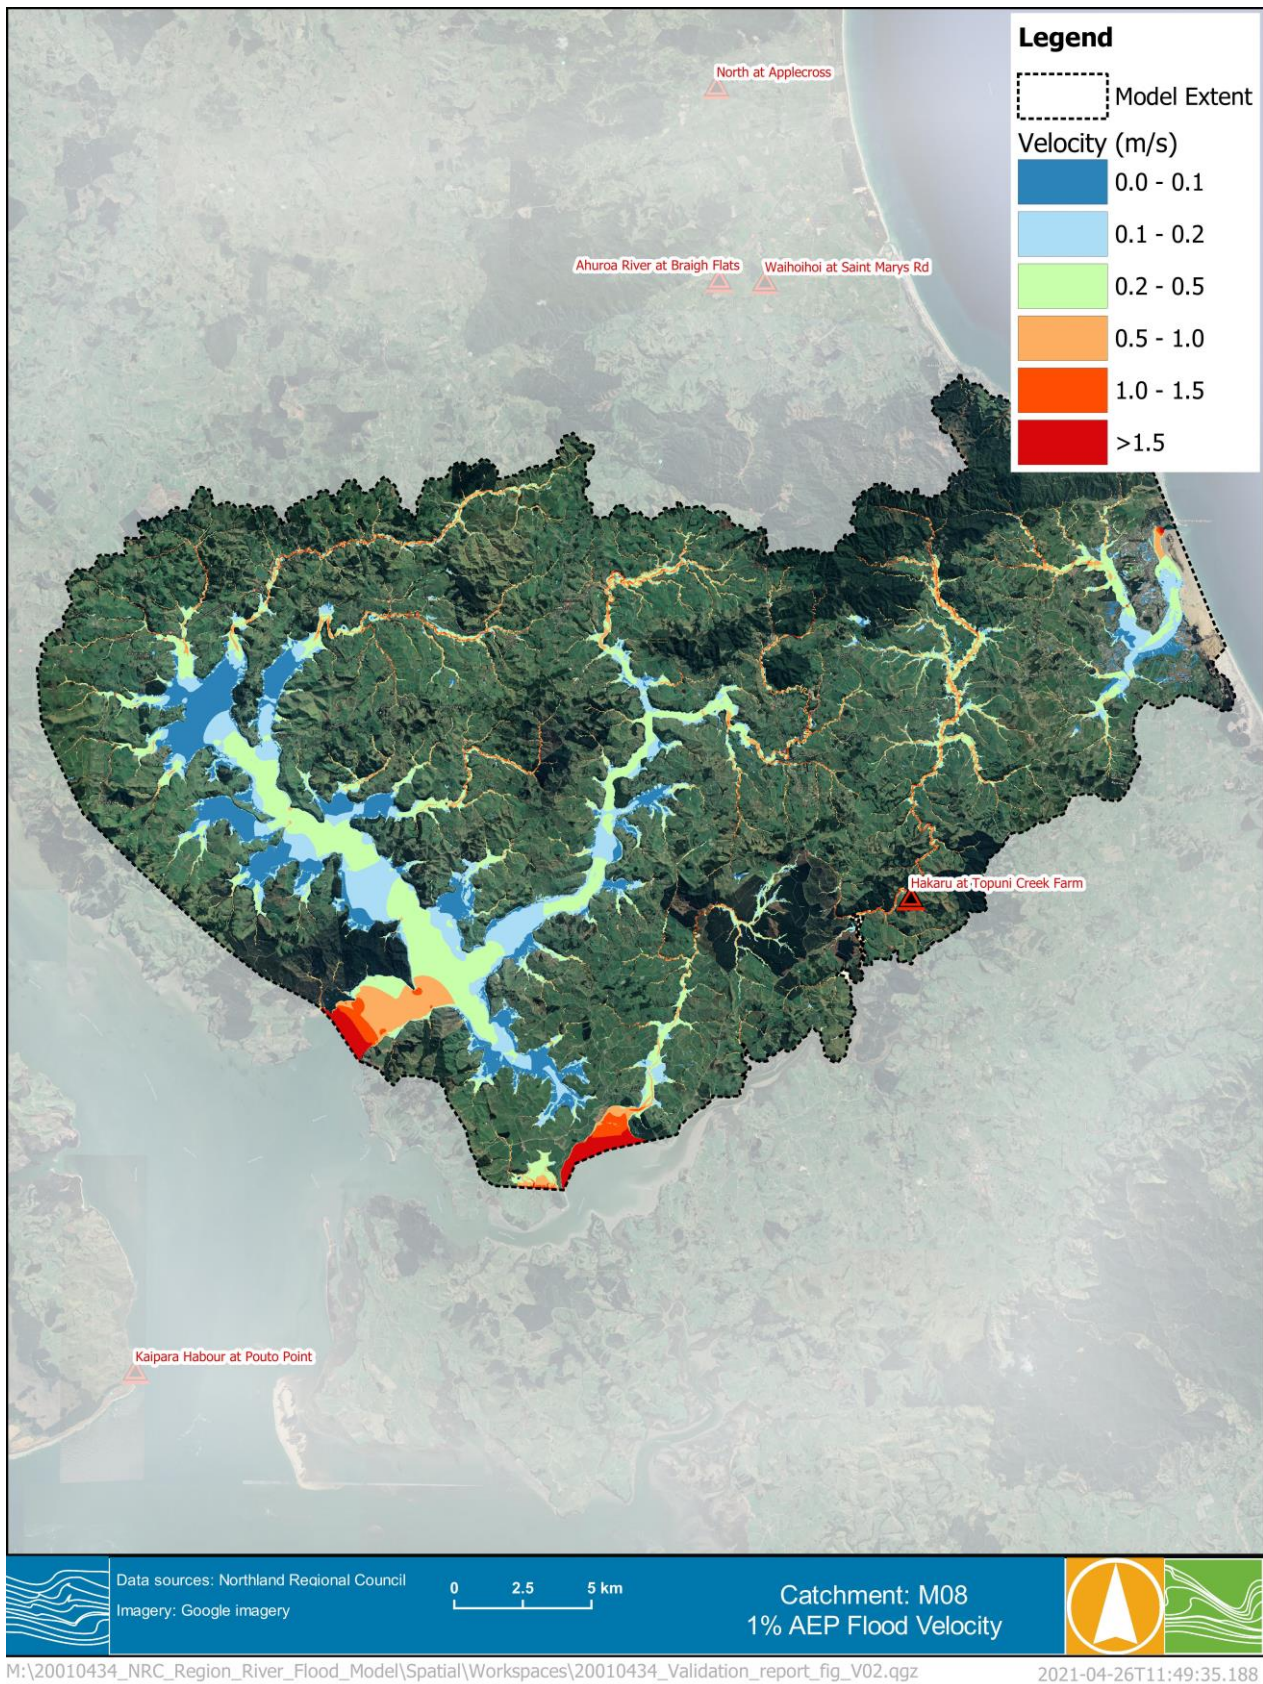 Legend
Model Extent
Velocity (m/s)
0.0 - 0.1
0.1 - 0.2
0.2 - 0.5
0.5 - 1.0
1.0 - 1.5
>1.5
North at Applecross
Ahuroa River at Braigh Flats
Waihoihoi at Saint Marys Rd
Hakaru at Topuni Creek Farm
Kaipara Habour at Pouto Point
Data sources: Northland Regional Council
Imagery: Google imagery
0 2.5 5 km
Catchment: M08
1% AEP Flood Velocity
M:\20010434_NRC_Region_River_Flood_Model\Spatial\Workspaces\20010434_Validation_report_fig_V02.qgz
2021-04-26T11:49:35.188